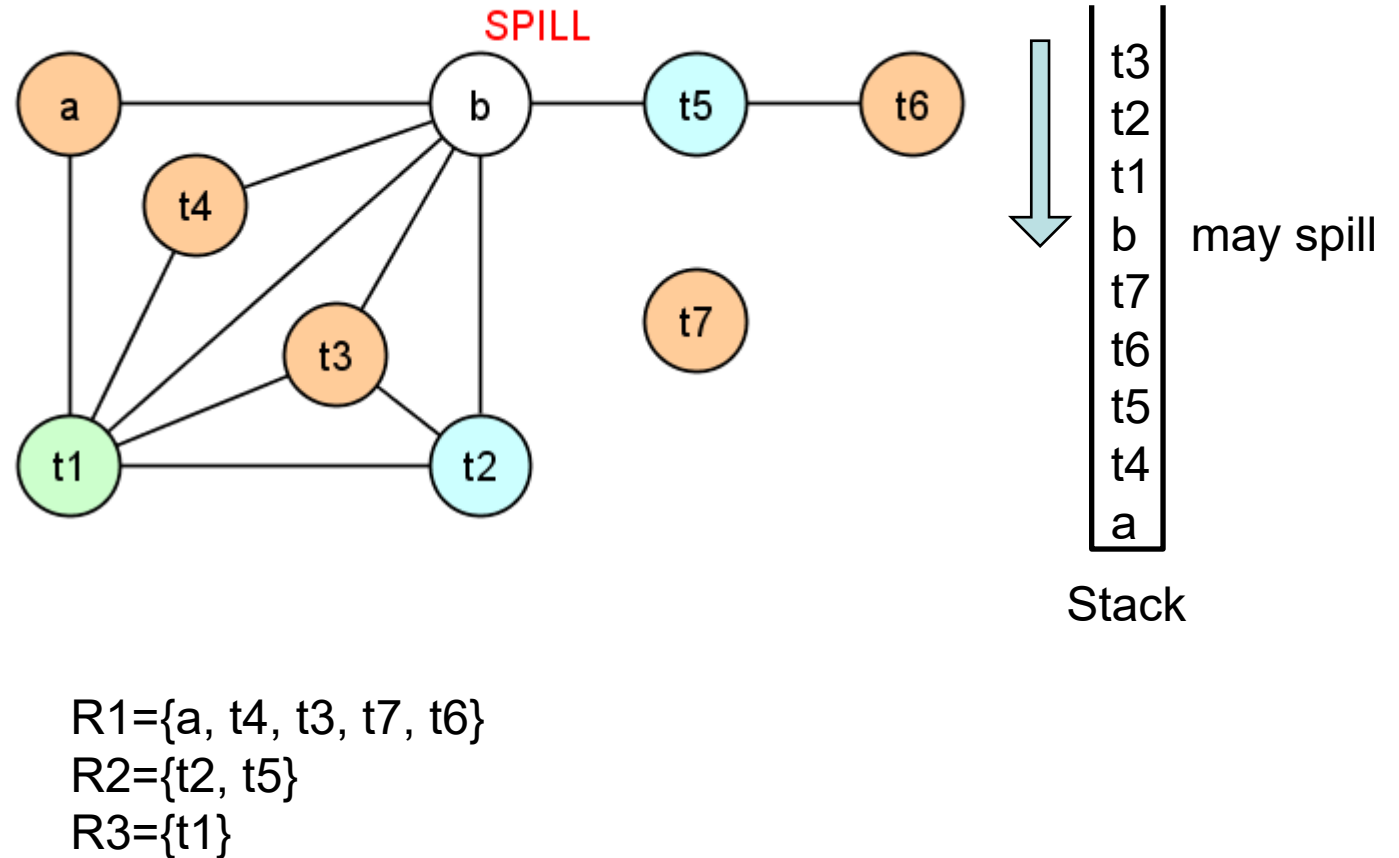 SPILL
a
b
t5
t6
t4
t3
t7
t1
t2
t3
t2
t1
b may spill
t7
t6
t5
t4
a
Stack
R1={a, t4, t3, t7, t6}
R2={t2, t5}
R3={t1}